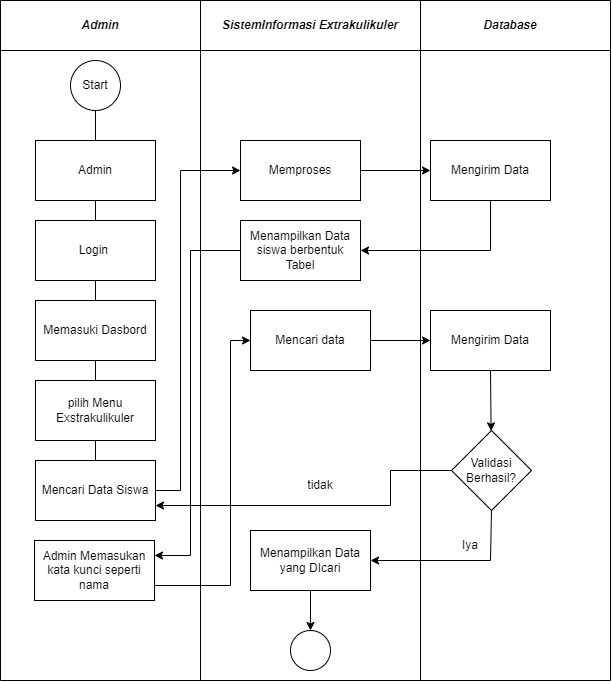 Admin
SistemInformasi Extrakulikuler
Database
Start
Admin
Memproses
Mengirim Data
Login
Menampilkan Data
siswa berbentuk
Tabel
Memasuki Dasbord
Mencari data
Mengirim Data
pilih Menu
Exstrakulikuler
Mencari Data Siswa
tidak
Validasi
Berhasil?
Admin Memasukan
kata kunci seperti
nama
Menampilkan Data
yang DIcari
Iya